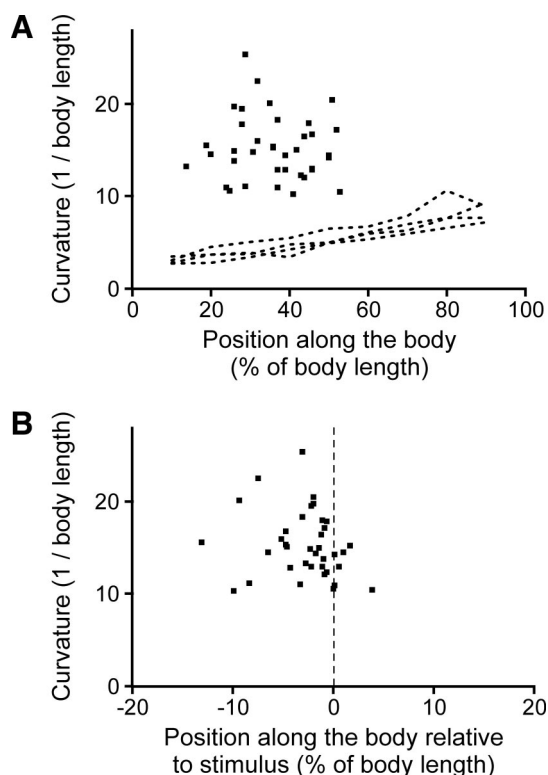 A
Curvature (1 / body length)
20
10
0
0
20
40
60
80
100
Position along the body
(% of body length)
B
Curvature (1 / body length)
20
10
0
-20
-10
0
10
20
Position along the body relative
to stimulus (% of body length)